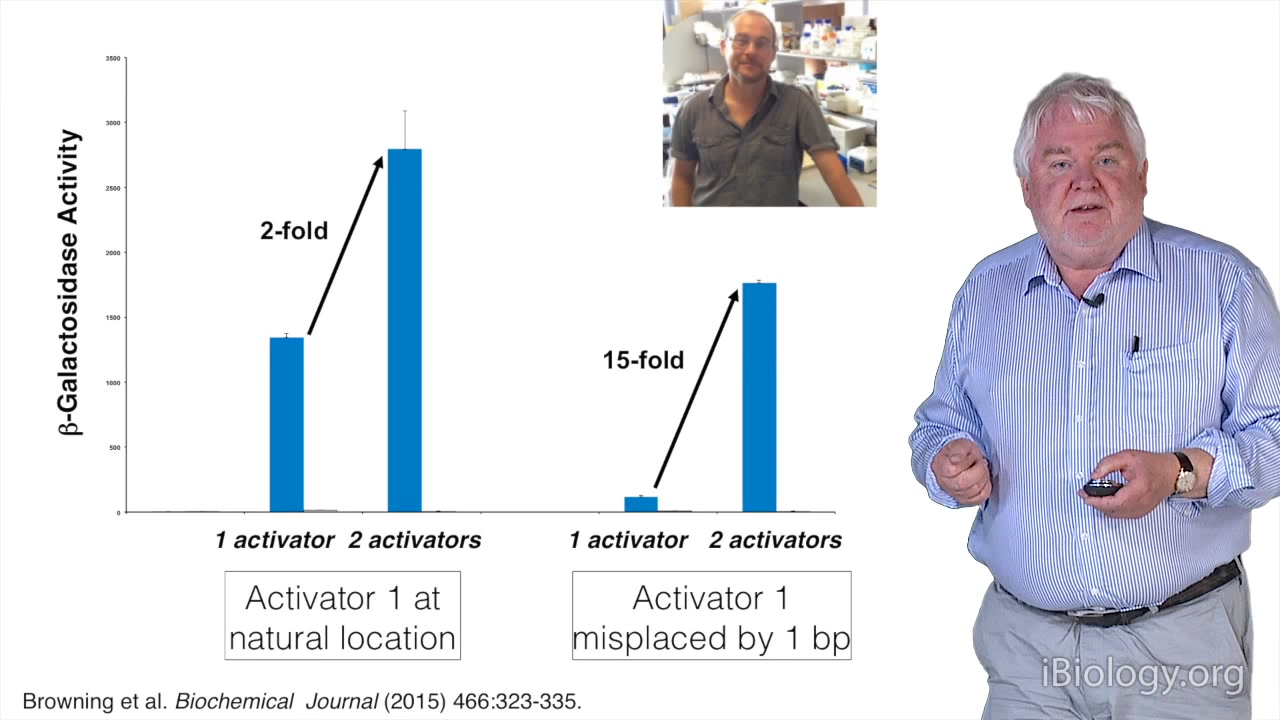 3500
3000
2500
2000
1500
1000
500
0
β-Galactosidase Activity
2-fold
15-fold
1 activator 2 activators
1 activator 2 activators
Activator 1 at
natural location
Activator 1
misplaced by 1 bp
Browning et al. Biochemical Journal (2015) 466:323-335.
iBiology.org